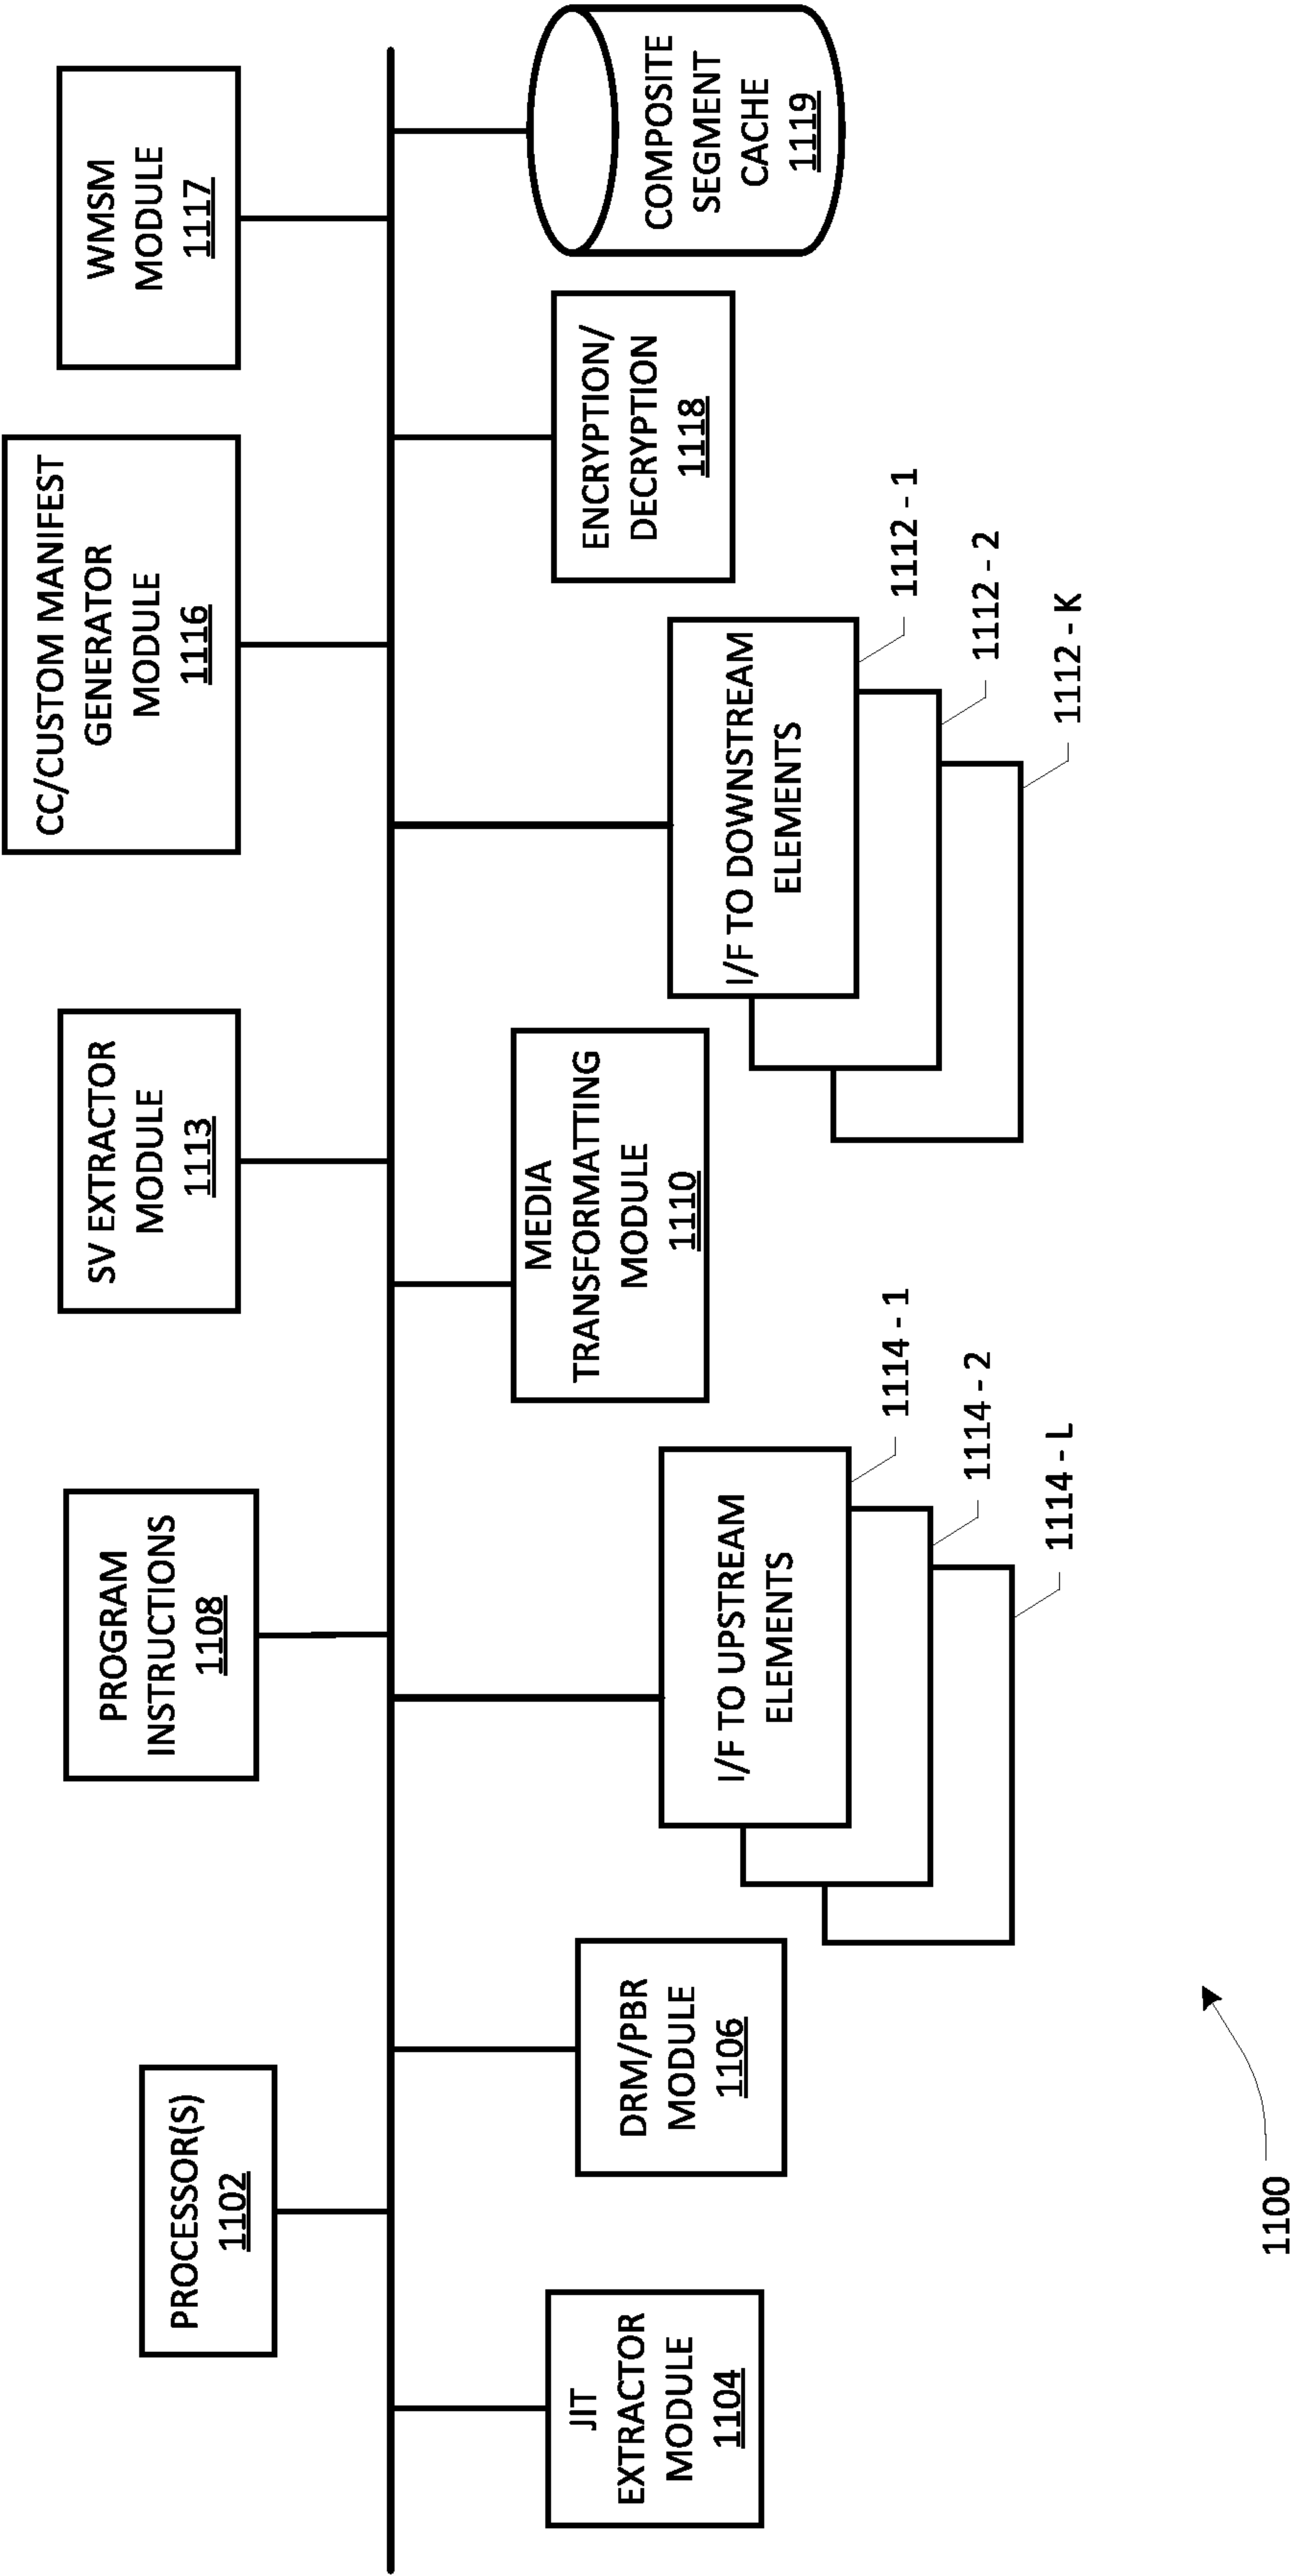 PROCESSOR(S)
1102
PROGRAM
INSTRUCTIONS
1108
SV EXTRACTOR
MODULE
1113
CC/CUSTOM MANIFEST
GENERATOR
MODULE
1116
WMSM
MODULE
1117
JIT
EXTRACTOR
MODULE
1104
DRM/PBR
MODULE
1106
I/F TO UPSTREAM
ELEMENTS
1114 - 1
1114 - 2
1114 - L
MEDIA
TRANSFORMATTING
MODULE
1110
I/F TO DOWNSTREAM
ELEMENTS
1112 - 1
1112 - 2
1112 - K
ENCRYPTION/
DECRYPTION
1118
COMPOSITE
SEGMENT
CACHE
1119
1100